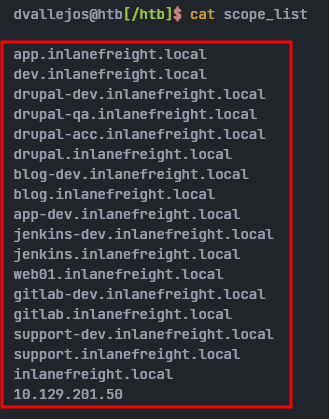 dvallejos@htb[/htb]$ cat scope_list
app.inlanefreight.local
dev.inlanefreight.local
drupal-dev.inlanefreight.local
drupal-qa.inlanefreight.local
drupal-acc.inlanefreight.local
drupal.inlanefreight.local
blog-dev.inlanefreight.local
blog.inlanefreight.local
app-dev.inlanefreight.local
jenkins-dev.inlanefreight.local
jenkins.inlanefreight.local
web01.inlanefreight.local
gitlab-dev.inlanefreight.local
gitlab.inlanefreight.local
support-dev.inlanefreight.local
support.inlanefreight.local
inlanefreight.local
10.129.201.50